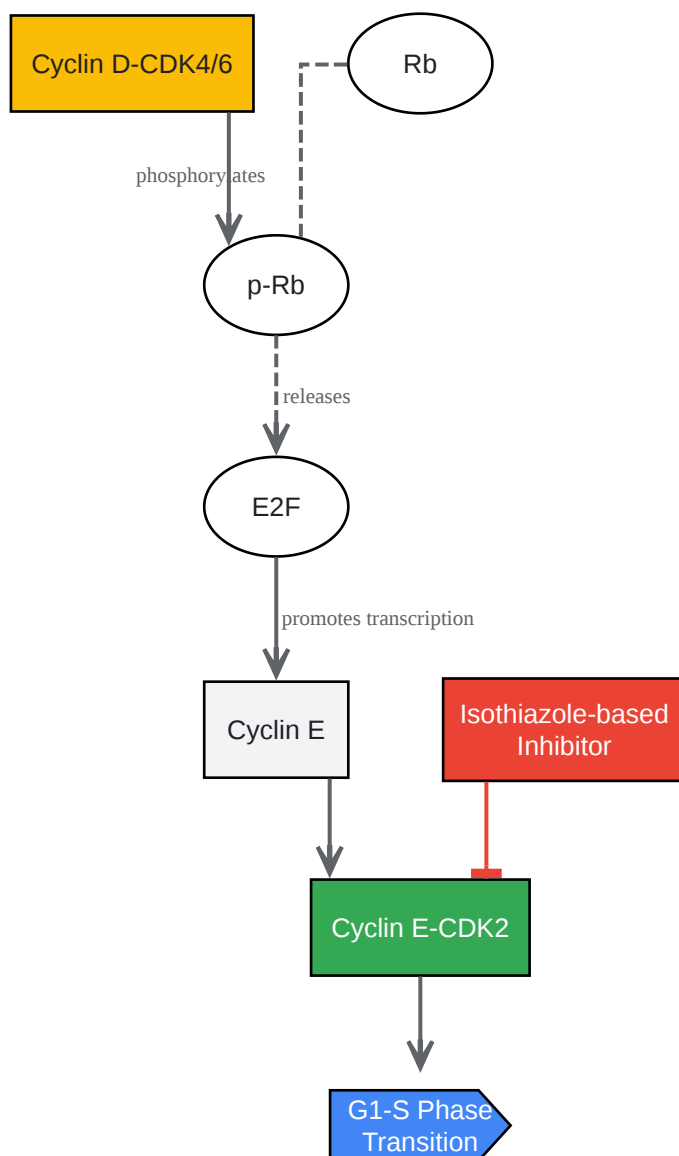 Cyclin D-CDK4/6
Rb
phosphorylates
p-Rb
releases
E2F
promotes transcription
Cyclin E
Isothiazole-based
Inhibitor
Cyclin E-CDK2
G1-S Phase
Transition